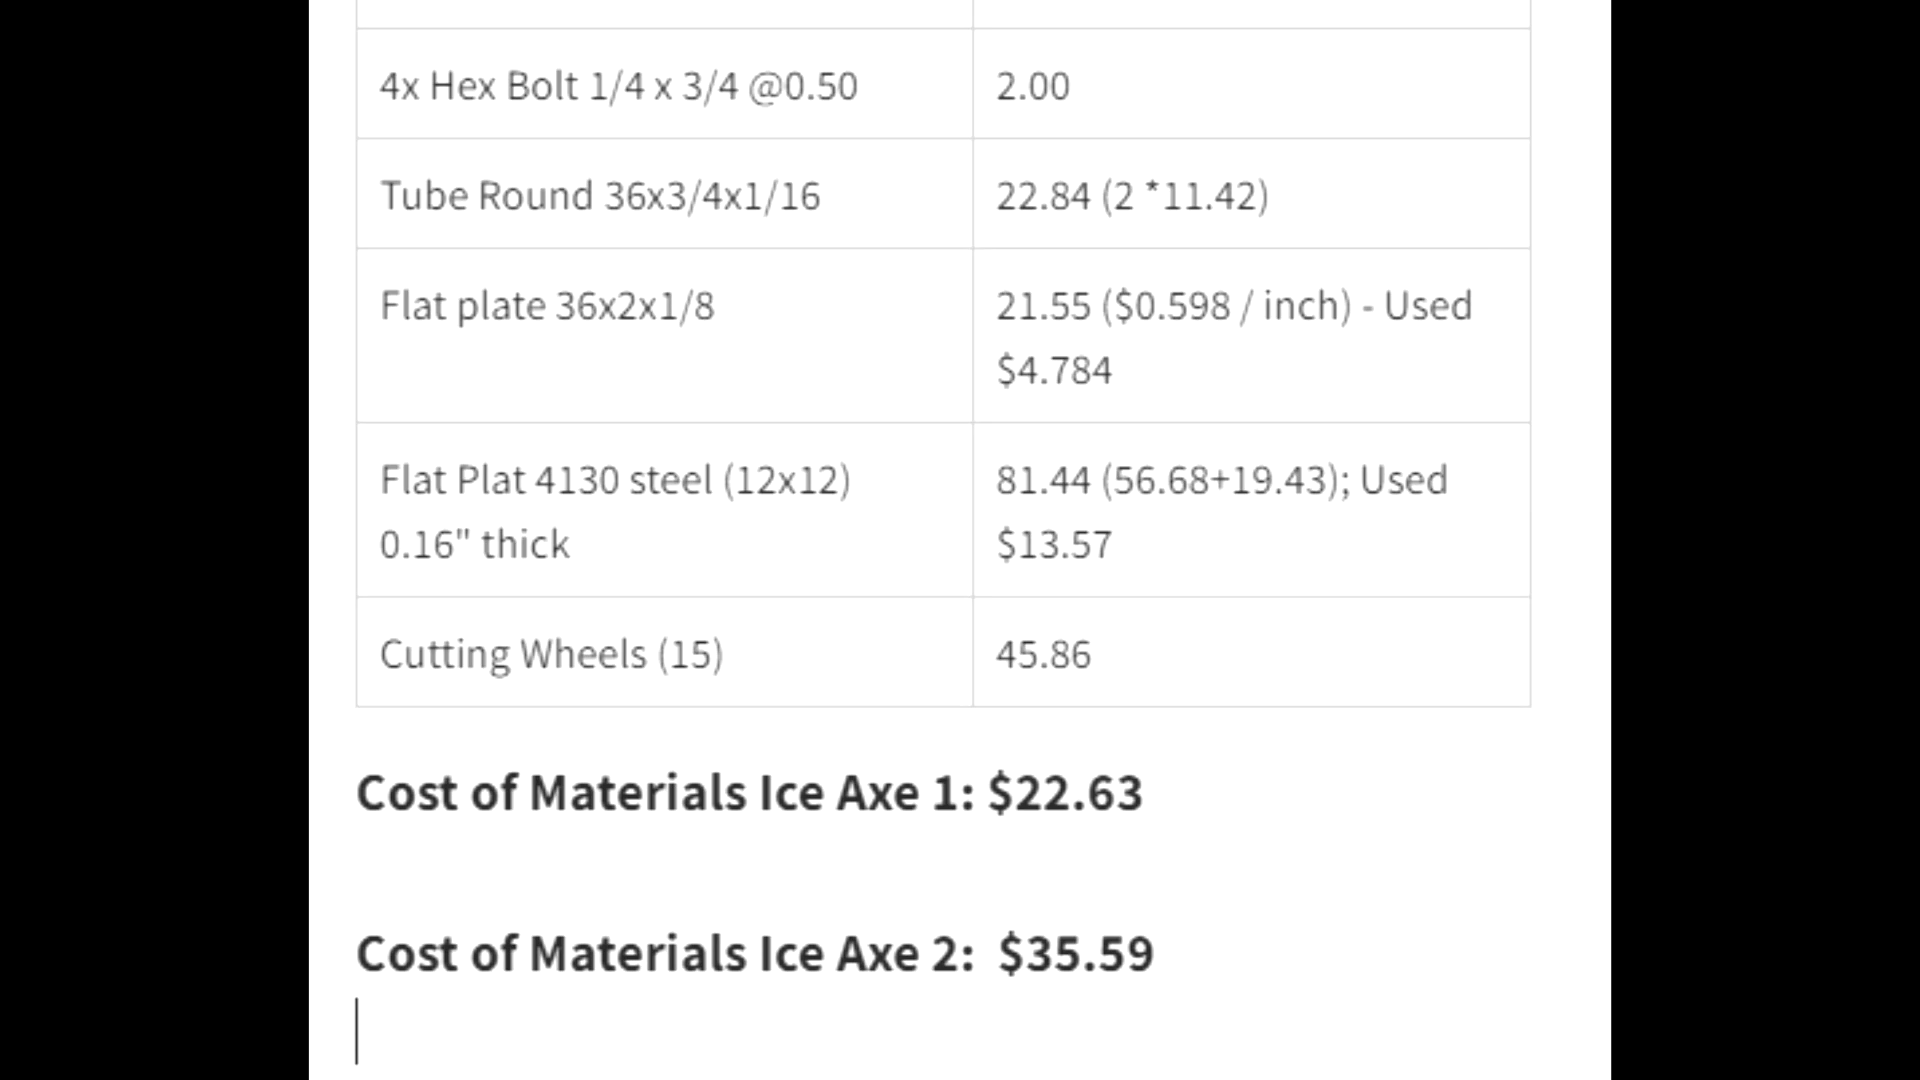 4x Hex Bolt 1/4 x 3/4 @0.50
2.00
Tube Round 36x3/4x1/16
22.84 (2 *11.42)
Flat plate 36x2x1/8
21.55 ($0.598 / inch) - Used
$4.784
Flat Plat 4130 steel (12x12)
0.16" thick
81.44 (56.68+19.43); Used
$13.57
Cutting Wheels (15)
45.86
Cost of Materials Ice Axe 1: $22.63
Cost of Materials Ice Axe 2:  $35.59